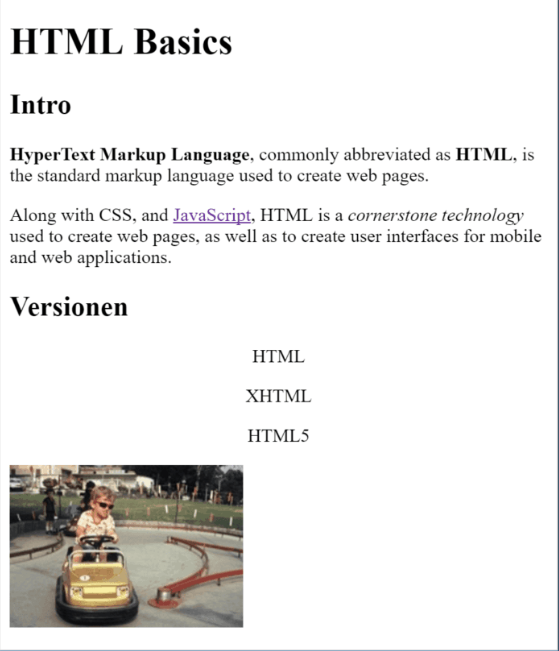 HTML Basics
Intro
HyperText Markup Language, commonly abbreviated as HTML, is
the standard markup language used to create web pages.
Along with CSS, and JavaScript, HTML is a cornerstone technology
used to create web pages, as well as to create user interfaces for mobile
and web applications.
Versionen
HTML
XHTML
HTML5